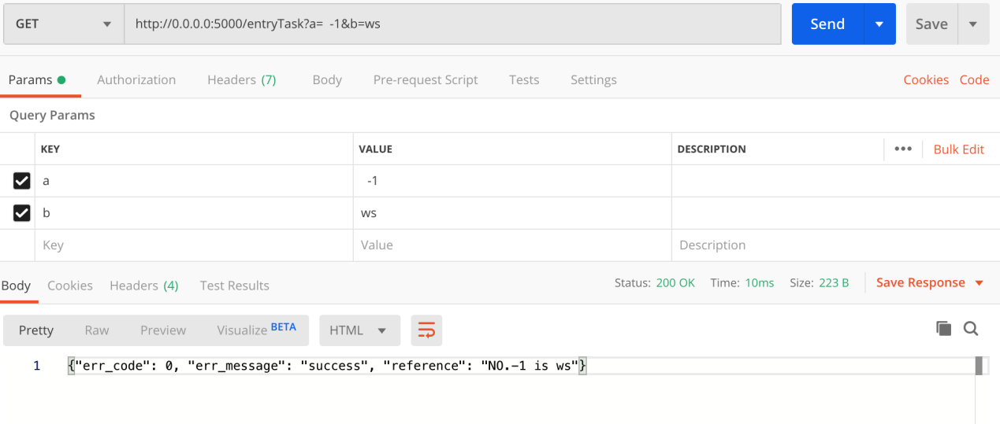 GET http://0.0.0.0:5000/entryTask?a=  -1&b=ws Send Save
Params Authorization Headers (7) Body Pre-request Script Tests Settings Cookies Code
Query Params
KEY VALUE DESCRIPTION ••• Bulk Edit
a -1
b ws
Key Value Description
Body Cookies Headers (4) Test Results Status: 200 OK Time: 10ms Size: 223 B Save Response
Pretty Raw Preview Visualize BETA HTML
1 {"err_code": 0, "err_message": "success", "reference": "NO.-1 is ws"}